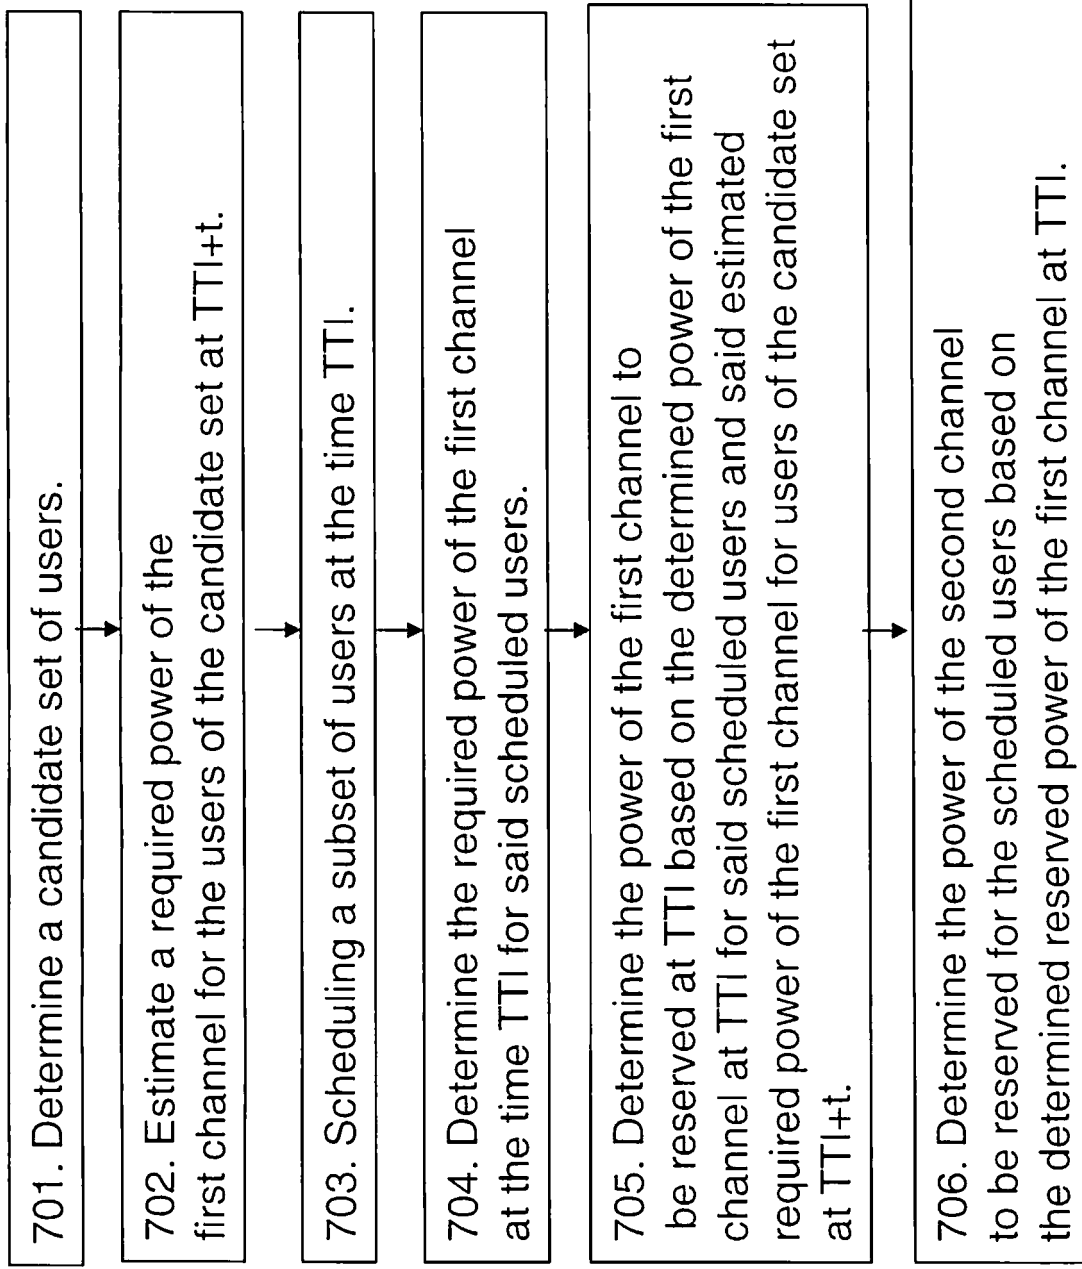 701. Determine a candidate set of users.
702. Estimate a required power of the
first channel for the users of the candidate set at TTI+t.
703. Scheduling a subset of users at the time TTI.
704. Determine the required power of the first channel
at the time TTI for said scheduled users.
705. Determine the power of the first channel to
be reserved at TTI based on the determined power of the first
channel at TTI for said scheduled users and said estimated
required power of the first channel for users of the candidate set
at TTI+t.
706. Determine the power of the second channel
to be reserved for the scheduled users based on
the determined reserved power of the first channel at TTI.